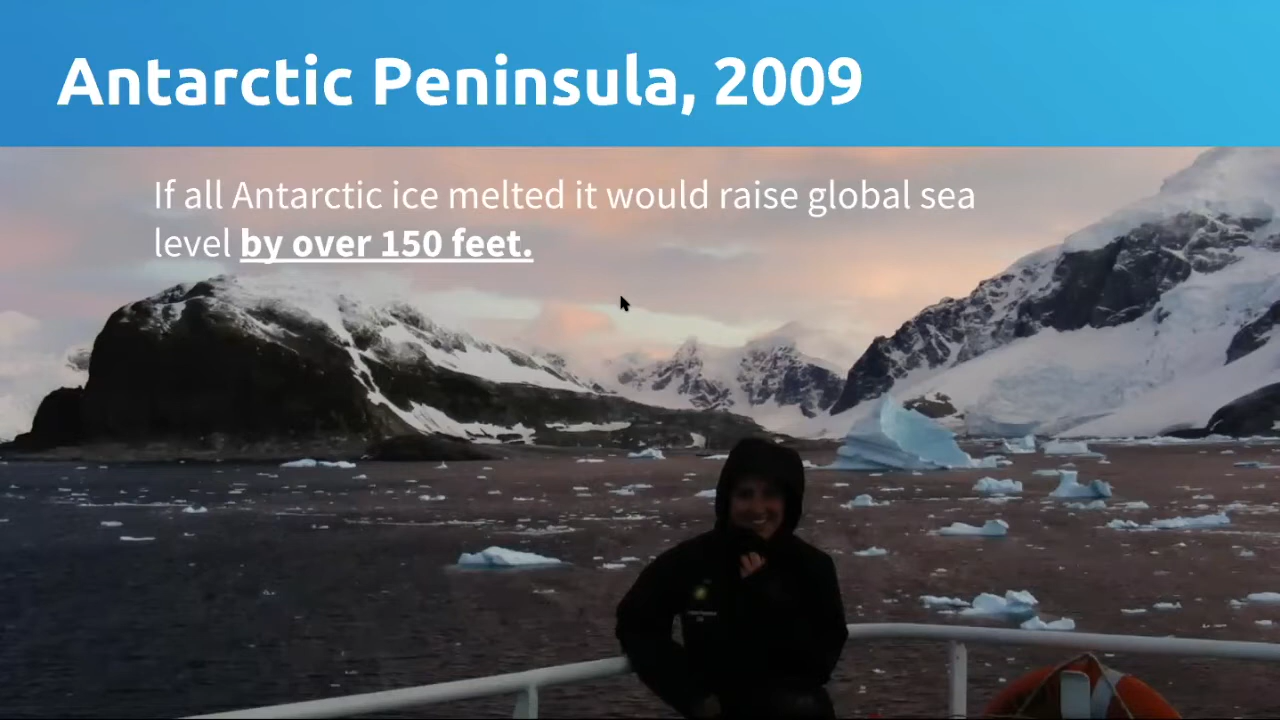 Antarctic Peninsula, 2009
If all Antarctic ice melted it would raise global sea
level by over 150 feet.